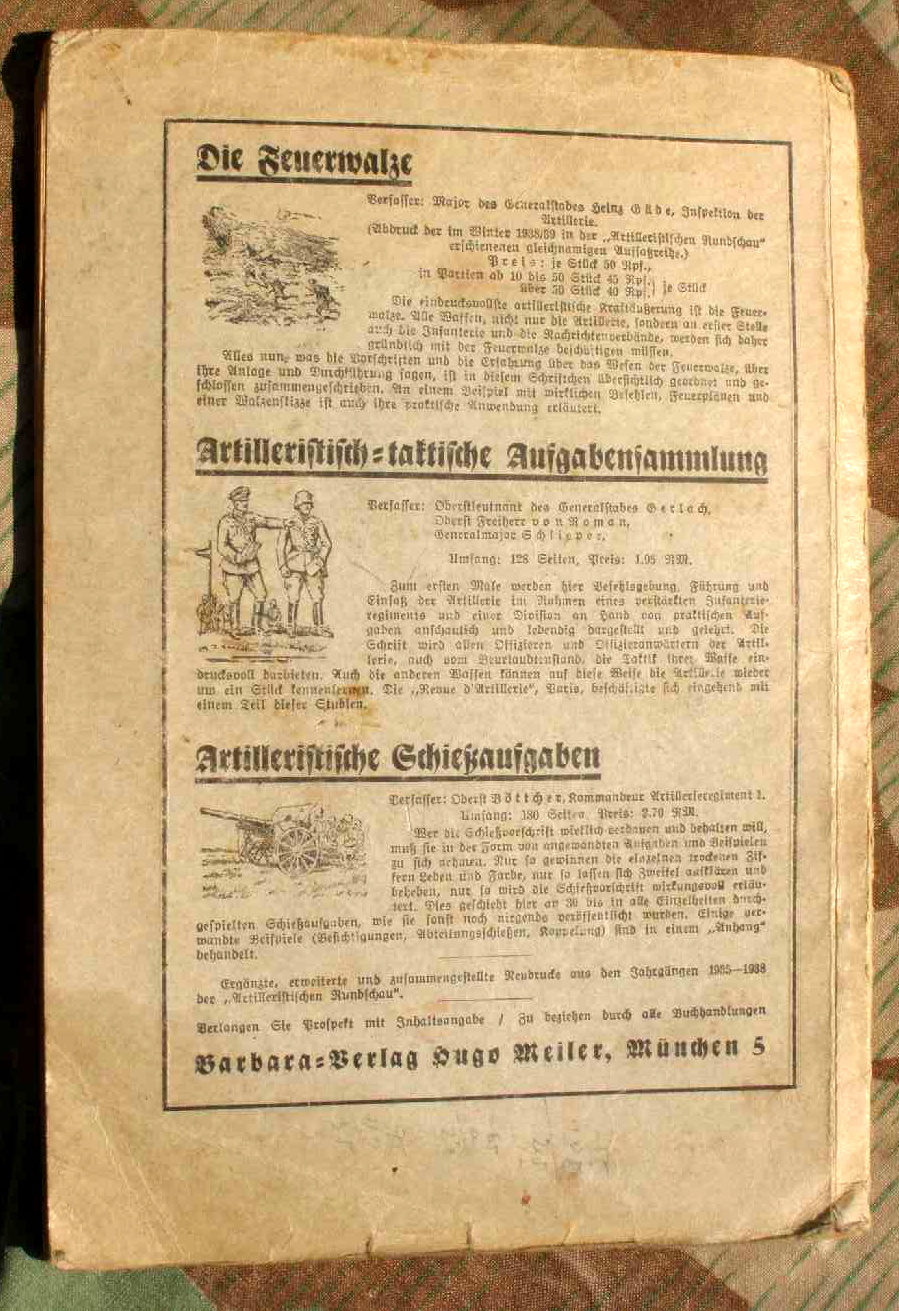 Die Feuerwalze
Verfasser: Major des Generalstabes Heinz Gäde, Inspektion der
Artillerie.
(Abdruck der im Winter 1938/39 in der „Artilleristischen Rundschau“
erschienenen gleichnamigen Aufsatzreihe.)
Preis: je Stück 50 Rpf.,
in Partien ab 10 bis 50 Stück 45 Rpf.
über 50 Stück 40 Rpf. } je Stück
Die eindrucksvollste artilleristische Kraftäußerung ist die Feuer-
walze. Alle Waffen, nicht nur die Artillerie, sondern an erster Stelle
auch die Infanterie und die Nachrichtenverbände, werden sich daher
gründlich mit der Feuerwalze beschäftigen müssen.
Alles nun, was die Vorschriften und die Erfahrung über das Wesen der Feuerwalze, über
ihre Anlage und Durchführung sagen, ist in diesem Schriftchen übersichtlich geordnet und ge-
schlossen zusammengeschrieben. An einem Beispiel mit wirklichen Befehlen, Feuerplänen und
einer Walzenskizze ist auch ihre praktische Anwendung erläutert.
Artilleristisch-taktische Aufgabensammlung
Verfasser: Oberstleutnant des Generalstabes Gerlach,
Oberst Freiherr von Roman,
Generalmajor Schlipper,
Umfang: 128 Seiten, Preis: 1.95 RM.
Zum ersten Male werden hier Befehlsgebung, Führung und
Einsatz der Artillerie im Rahmen eines verstärkten Infanterie-
regiments und einer Division an Hand von praktischen Auf-
gaben anschaulich und lebendig dargestellt und gelehrt. Die
Schrift wird allen Offizieren und Offizieranwärtern der Artil-
lerie, auch vom Beurlaubtenstand, die Taktik ihrer Waffe ein-
drucksvoll darbieten. Auch die anderen Waffen können auf diese Weise die Artillerie wieder
um ein Stück kennenlernen. Die „Revue d'Artillerie“, Paris, beschäftigte sich eingehend mit
einem Teil dieser Studien.
Artilleristische Schießaufgaben
Verfasser: Oberst Böttcher, Kommandeur Artillerieregiment 1.
Umfang: 180 Seiten, Preis: 2.70 RM.
Wer die Schießvorschrift wirklich verdauen und behalten will,
muß sie in der Form von angewandten Aufgaben und Beispielen
zu sich nehmen. Nur so gewinnen die einzelnen trockenen Zif-
fern Leben und Farbe, nur so lassen sich Zweifel aufklären und
beheben, nur so wird die Schießvorschrift wirkungsvoll erläu-
tert. Dies geschieht hier an 30 bis in alle Einzelheiten durch-
gespielten Schießaufgaben, wie sie sonst noch nirgends veröffentlicht wurden. Einige ver-
wandte Beispiele (Besichtigungen, Abteilungsschießen, Koppelung) sind in einem „Anhang“
behandelt.
Ergänzte, erweiterte und zusammengestellte Neudrucke aus den Jahrgängen 1935—1938
der „Artilleristischen Rundschau“.
Verlangen Sie Prospekt mit Inhaltsangabe / Zu beziehen durch alle Buchhandlungen
Barbara-Verlag Hugo Meiler, München 5